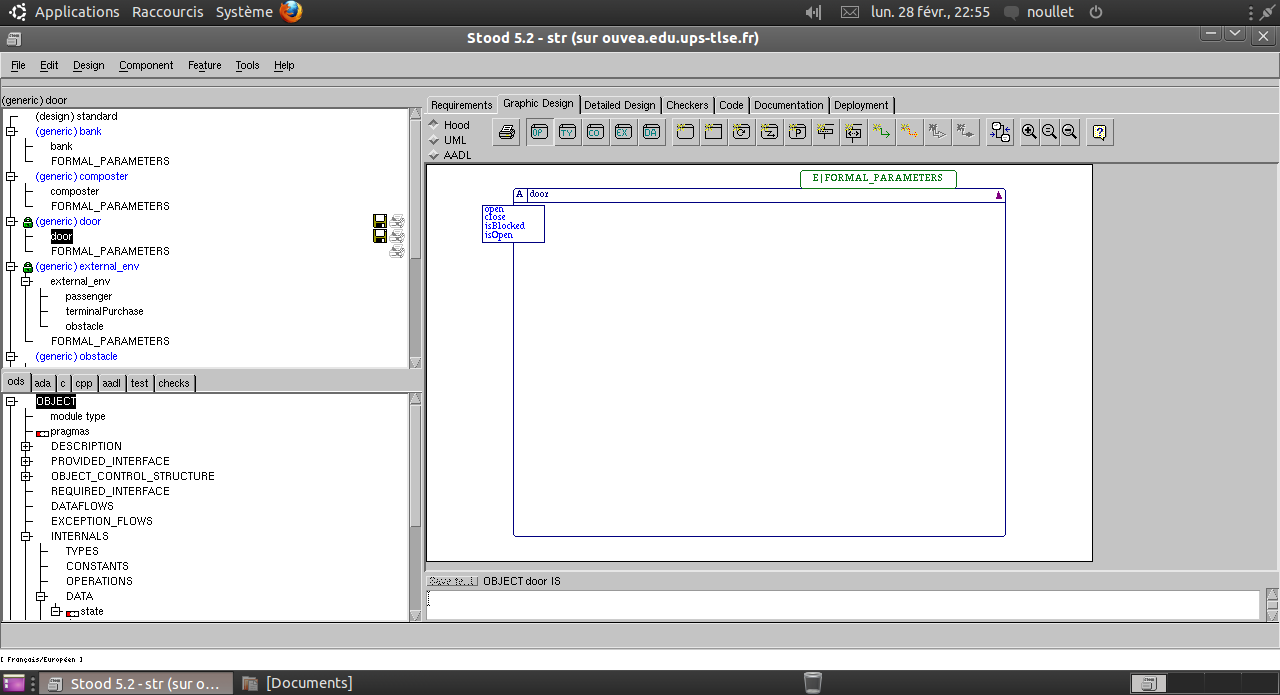 Applications Raccourcis Système lun. 28 févr., 22:55 noullet
Stood 5.2 - str (sur ouvea.edu.ups-tlse.fr)
File Edit Design Component Feature Tools Help
(generic) door
(design) standard
(generic) bank
bank
FORMAL_PARAMETERS
(generic) composter
composter
FORMAL_PARAMETERS
(generic) door
door
FORMAL_PARAMETERS
(generic) external_env
external_env
passenger
terminalPurchase
obstacle
FORMAL_PARAMETERS
(generic) obstacle
ods ada c cpp aadl test checks
OBJECT
module type
pragmas
DESCRIPTION
PROVIDED_INTERFACE
OBJECT_CONTROL_STRUCTURE
REQUIRED_INTERFACE
DATAFLOWS
EXCEPTION_FLOWS
INTERNALS
TYPES
CONSTANTS
OPERATIONS
DATA
state
Requirements Graphic Design Detailed Design Checkers Code Documentation Deployment
Hood
UML
AADL
OP TY CO EX DA
P
E|FORMAL_PARAMETERS
A door
open
close
isBlocked
isOpen
OBJECT door IS
[ Français/Européen ]
Stood 5.2 - str (sur o... [Documents]